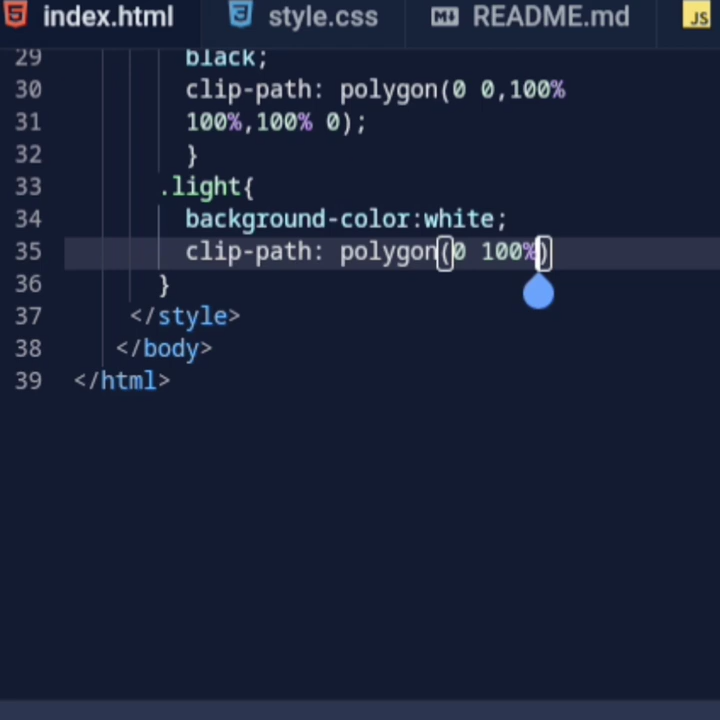 index.html style.css README.md JS
29 black;
30 clip-path: polygon(0 0,100%
31 100%,100% 0);
32 }
33 .light{
34 background-color:white;
35 clip-path: polygon(0 100%)
36 }
37 </style>
38 </body>
39 </html>